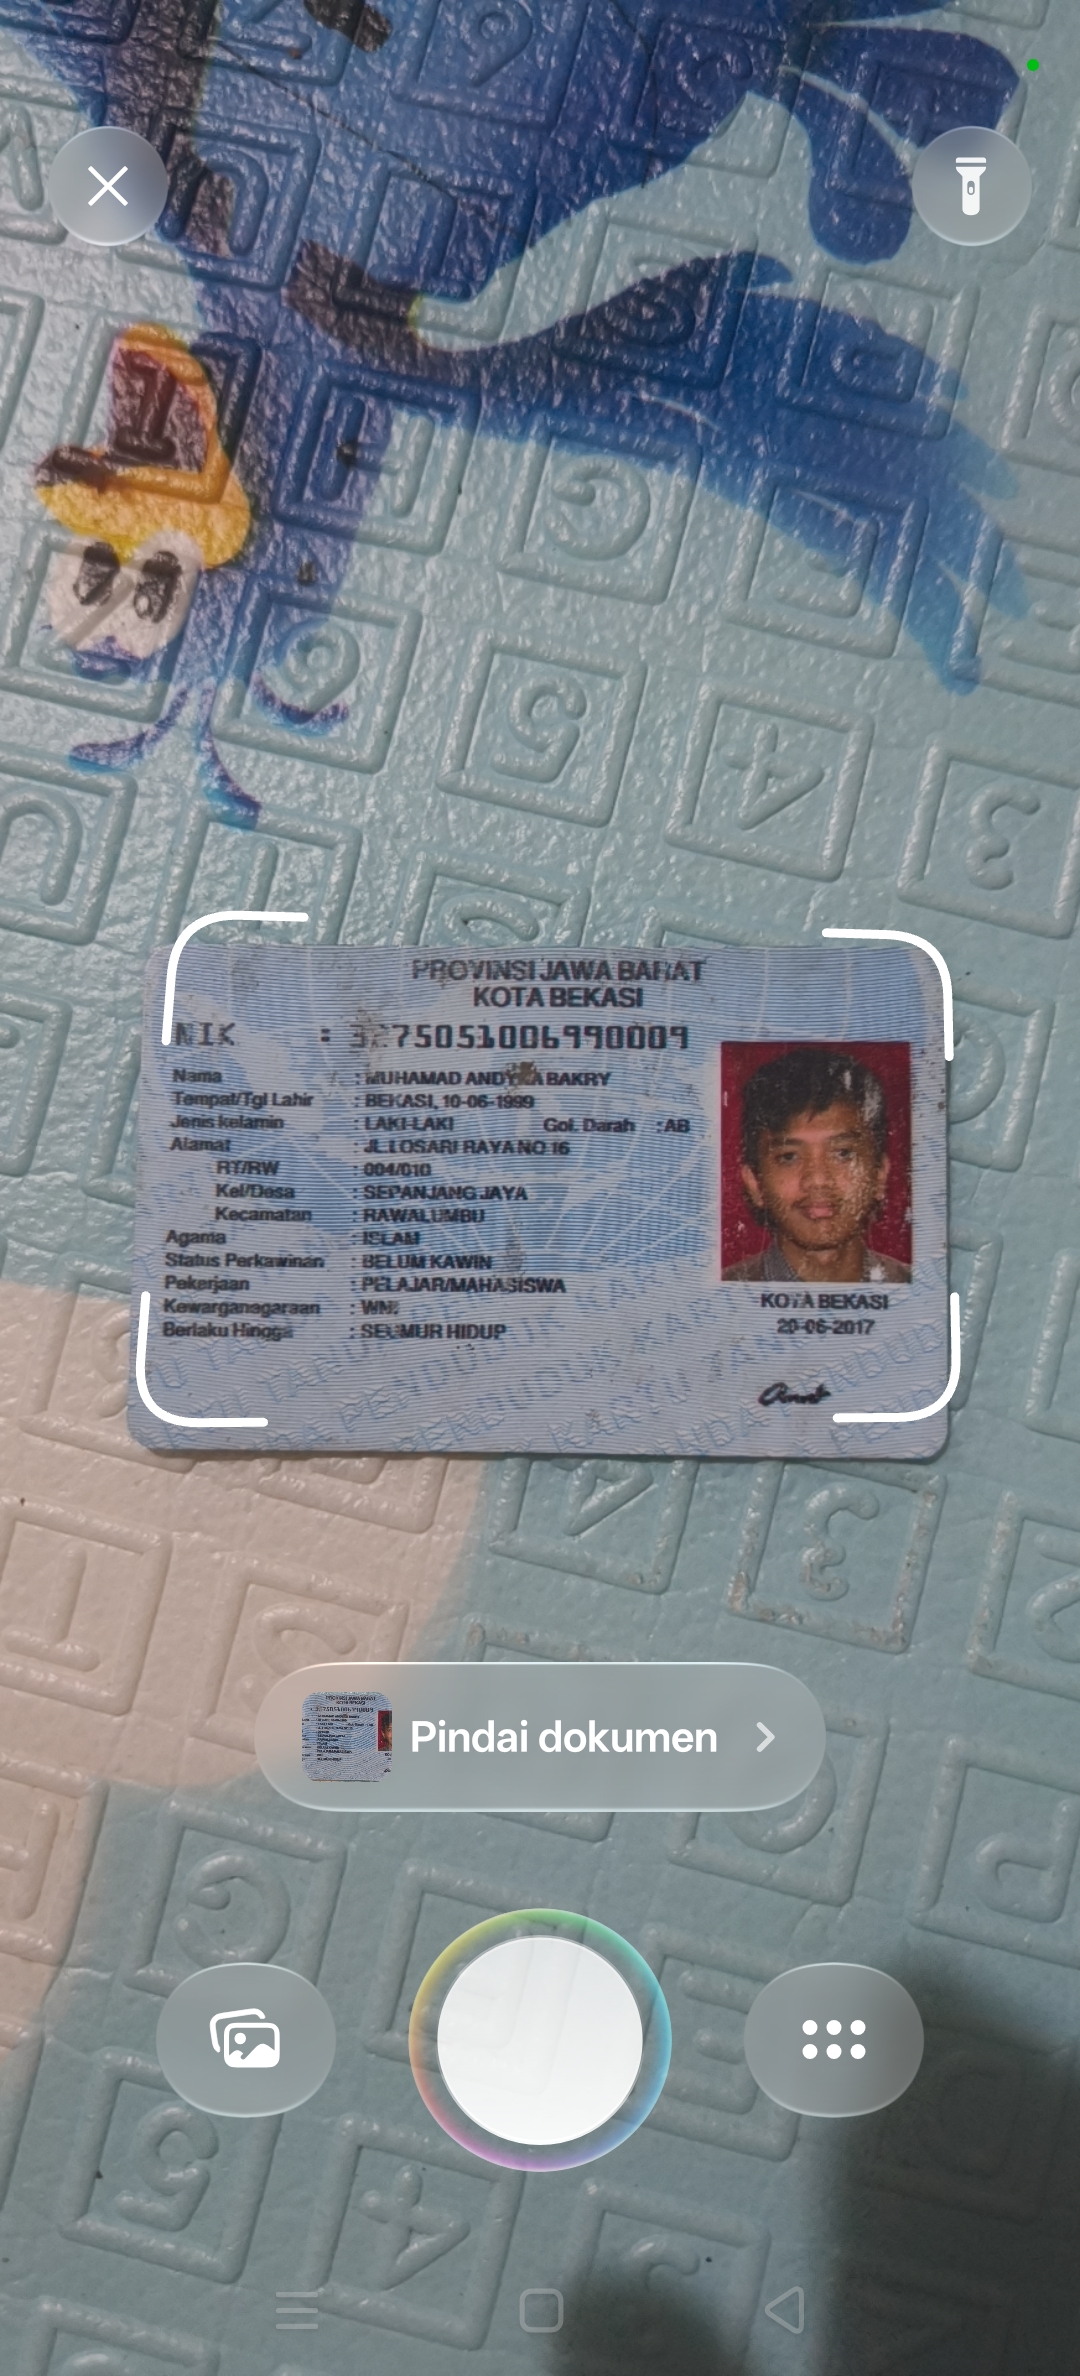 PROVINSI JAWA BARAT
KOTA BEKASI
NIK : 3275051006990009
Nama : MUHAMAD BAKRY
Tempat/Tgl Lahir : BEKASI, 10-06-1999
Jenis kelamin : LAKI-LAKI Gol. Darah : AB
Alamat : JL.LOSARI RAYA NO 16
RT/RW : 004/010
Kel/Desa : SEPANJANG JAYA
Kecamatan : RAWALUMBU
Agama : ISLAM
Status Perkawinan : BELUM KAWIN
Pekerjaan : PELAJAR/MAHASISWA
Kewarganegaraan : WNI
Berlaku Hingga : SEUMUR HIDUP
KOTA BEKASI
20-06-2017
Pindai dokumen